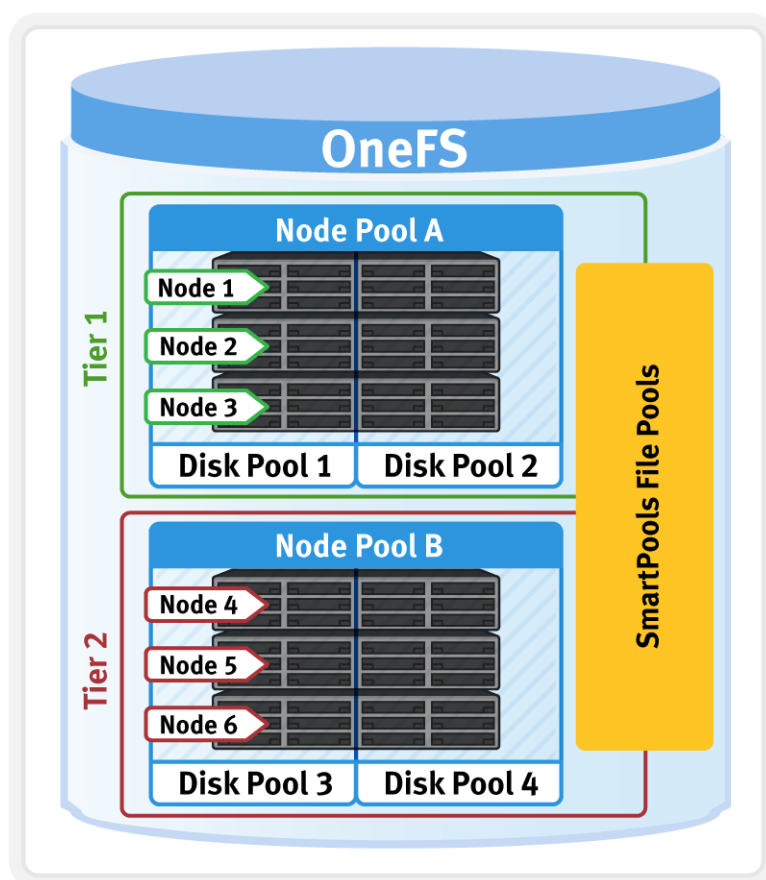 OneFS
Tier 1
Node Pool A
Node 1
Node 2
Node 3
Disk Pool 1
Disk Pool 2
SmartPools File Pools
Tier 2
Node Pool B
Node 4
Node 5
Node 6
Disk Pool 3
Disk Pool 4